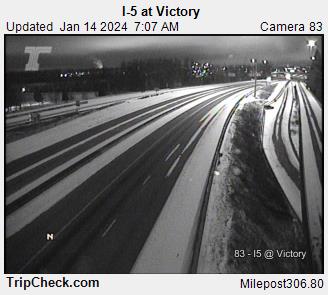 I-5 at Victory
Updated Jan 14 2024 7:07 AM Camera 83
T
N
83 - I5 @ Victory
TripCheck.com Milepost306.80